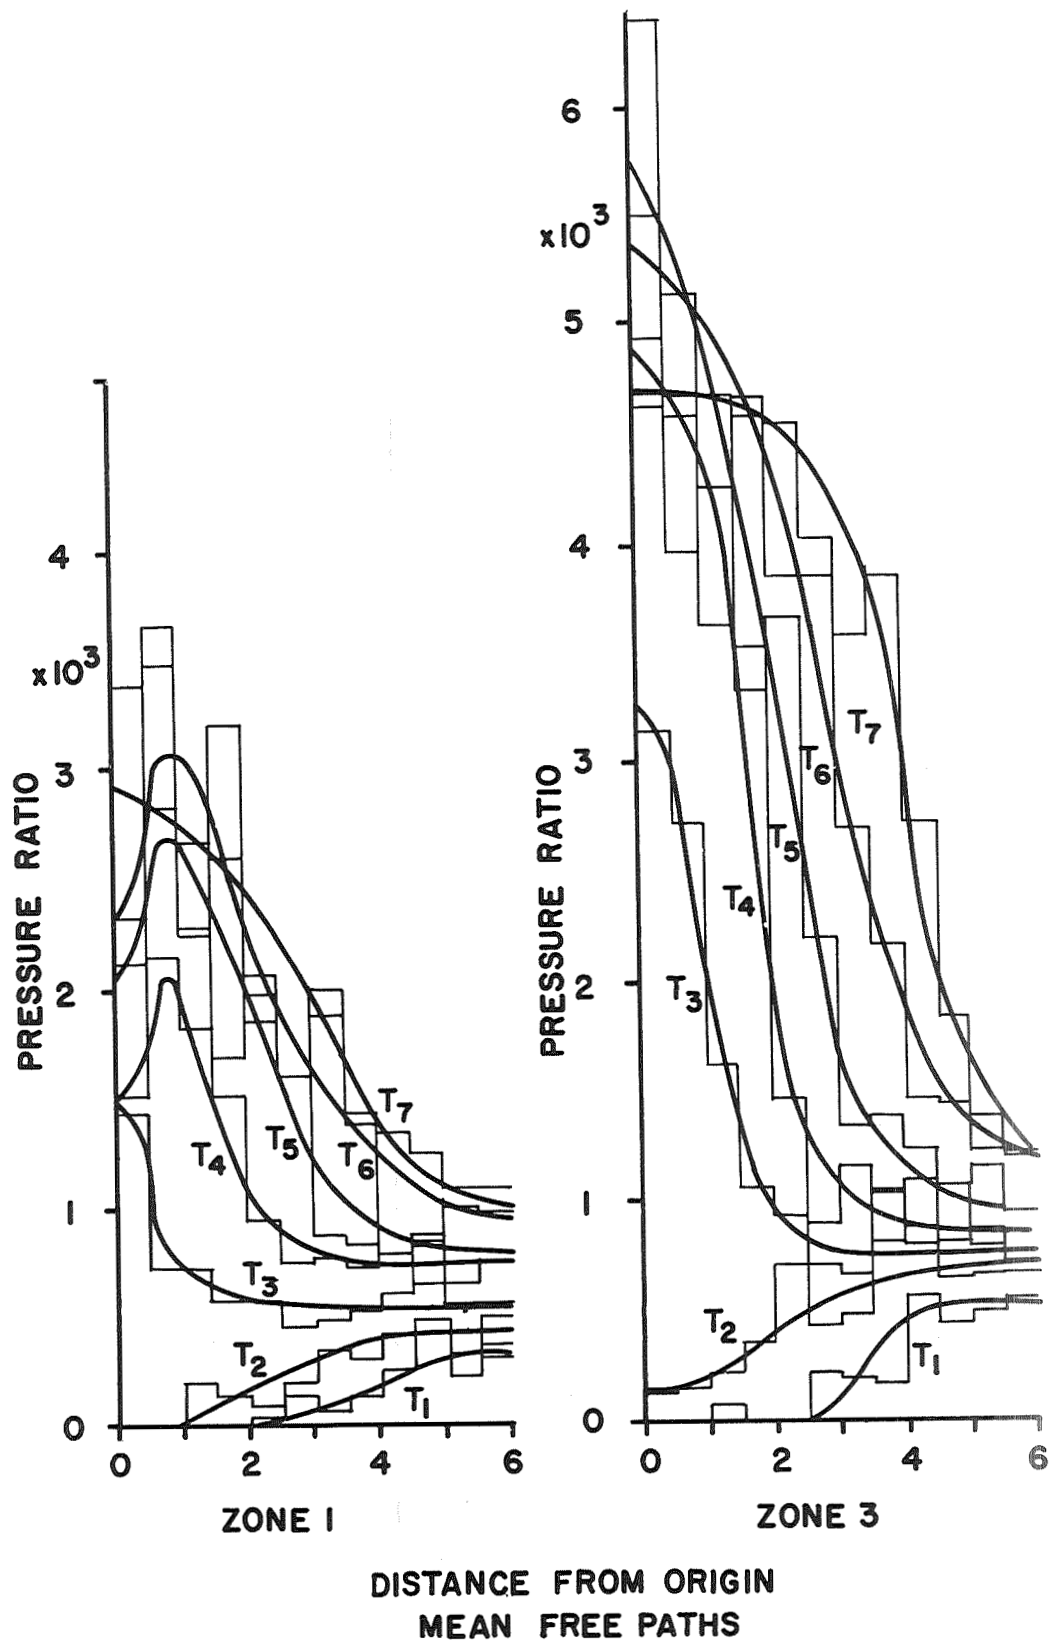 6
×10³
5
4
3
2
1
0
PRESSURE RATIO
T₇
T₆
T₅
T₄
T₃
T₂
T₁
0 2 4 6
ZONE 3
4
×10³
3
2
1
0
PRESSURE RATIO
T₇
T₆
T₅
T₄
T₃
T₂
T₁
0 2 4 6
ZONE 1
DISTANCE FROM ORIGIN
MEAN FREE PATHS